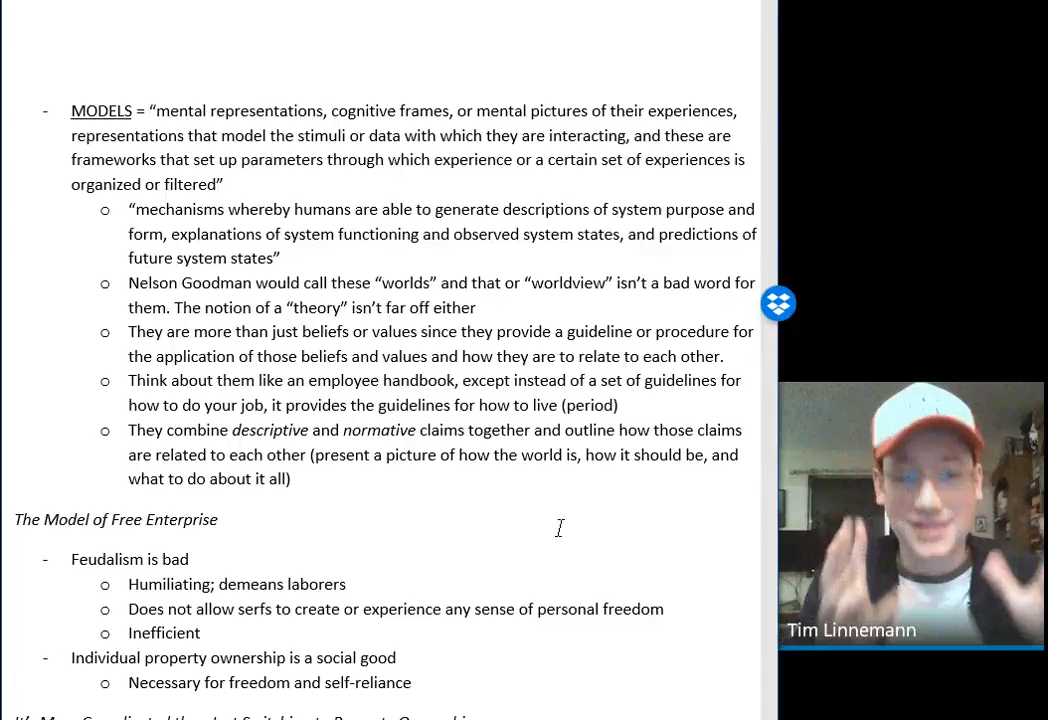 - MODELS = “mental representations, cognitive frames, or mental pictures of their experiences,
representations that model the stimuli or data with which they are interacting, and these are
frameworks that set up parameters through which experience or a certain set of experiences is
organized or filtered”
o “mechanisms whereby humans are able to generate descriptions of system purpose and
form, explanations of system functioning and observed system states, and predictions of
future system states”
o Nelson Goodman would call these “worlds” and that or “worldview” isn’t a bad word for
them. The notion of a “theory” isn’t far off either
o They are more than just beliefs or values since they provide a guideline or procedure for
the application of those beliefs and values and how they are to relate to each other.
o Think about them like an employee handbook, except instead of a set of guidelines for
how to do your job, it provides the guidelines for how to live (period)
o They combine descriptive and normative claims together and outline how those claims
are related to each other (present a picture of how the world is, how it should be, and
what to do about it all)
The Model of Free Enterprise
- Feudalism is bad
o Humiliating; demeans laborers
o Does not allow serfs to create or experience any sense of personal freedom
o Inefficient
- Individual property ownership is a social good
o Necessary for freedom and self-reliance
Tim Linnemann